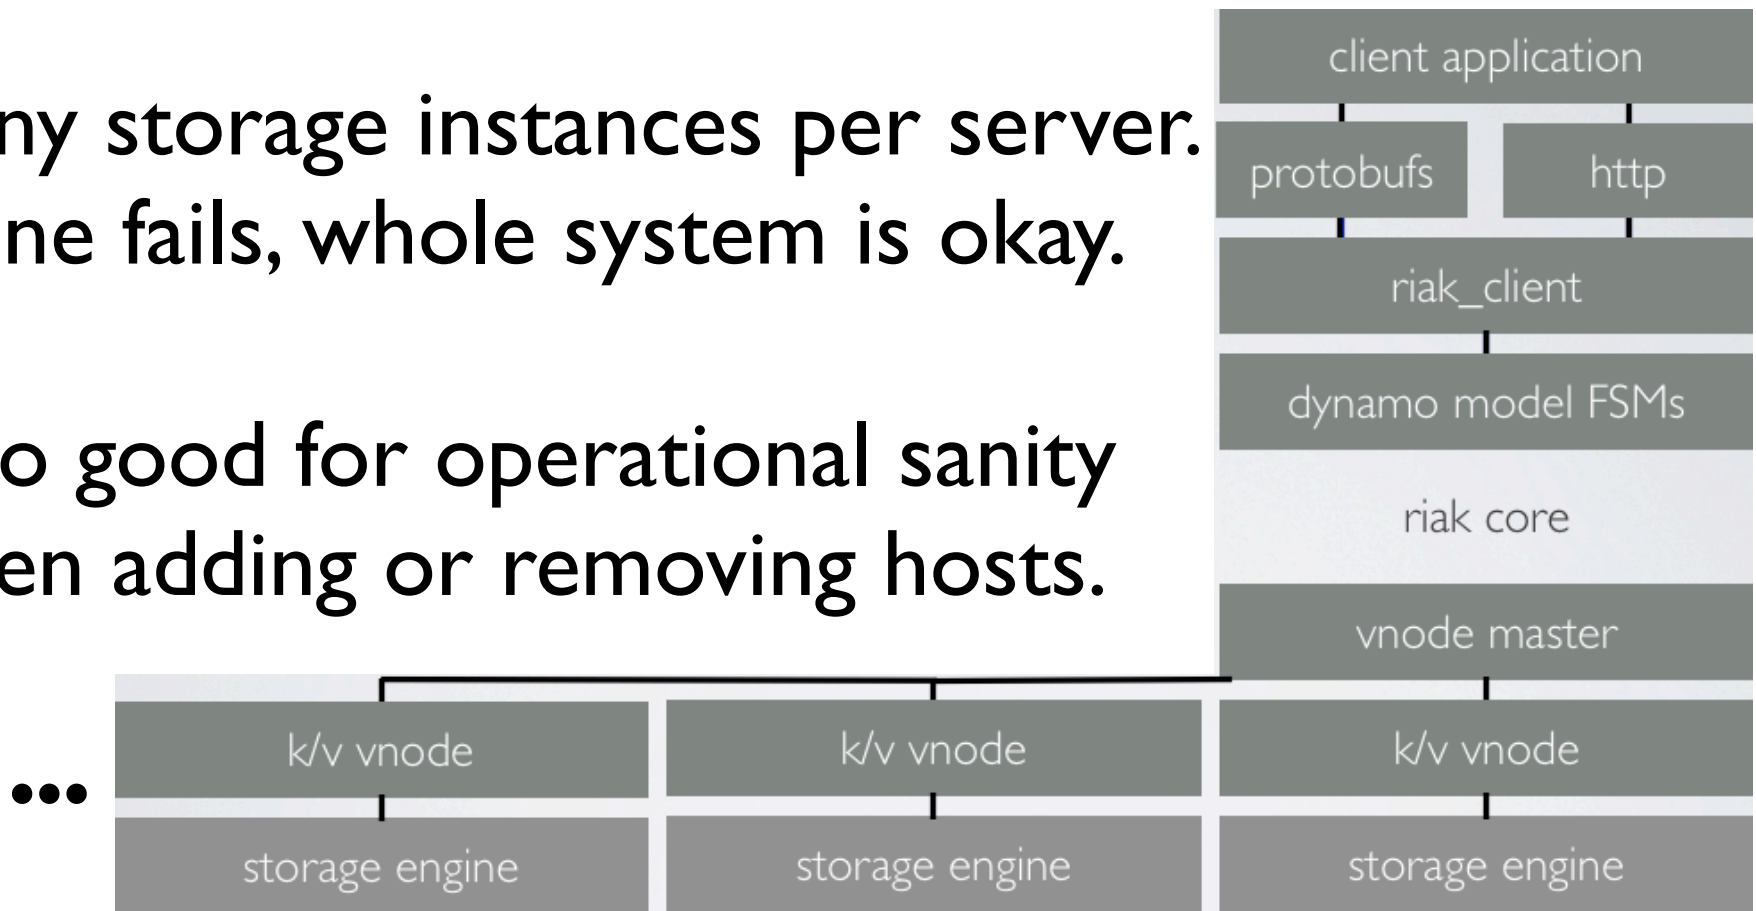 ny storage instances per server.
ne fails, whole system is okay.
o good for operational sanity
en adding or removing hosts.
client application
protobufs http
riak_client
dynamo model FSMs
riak core
vnode master
... k/v vnode k/v vnode k/v vnode
storage engine storage engine storage engine